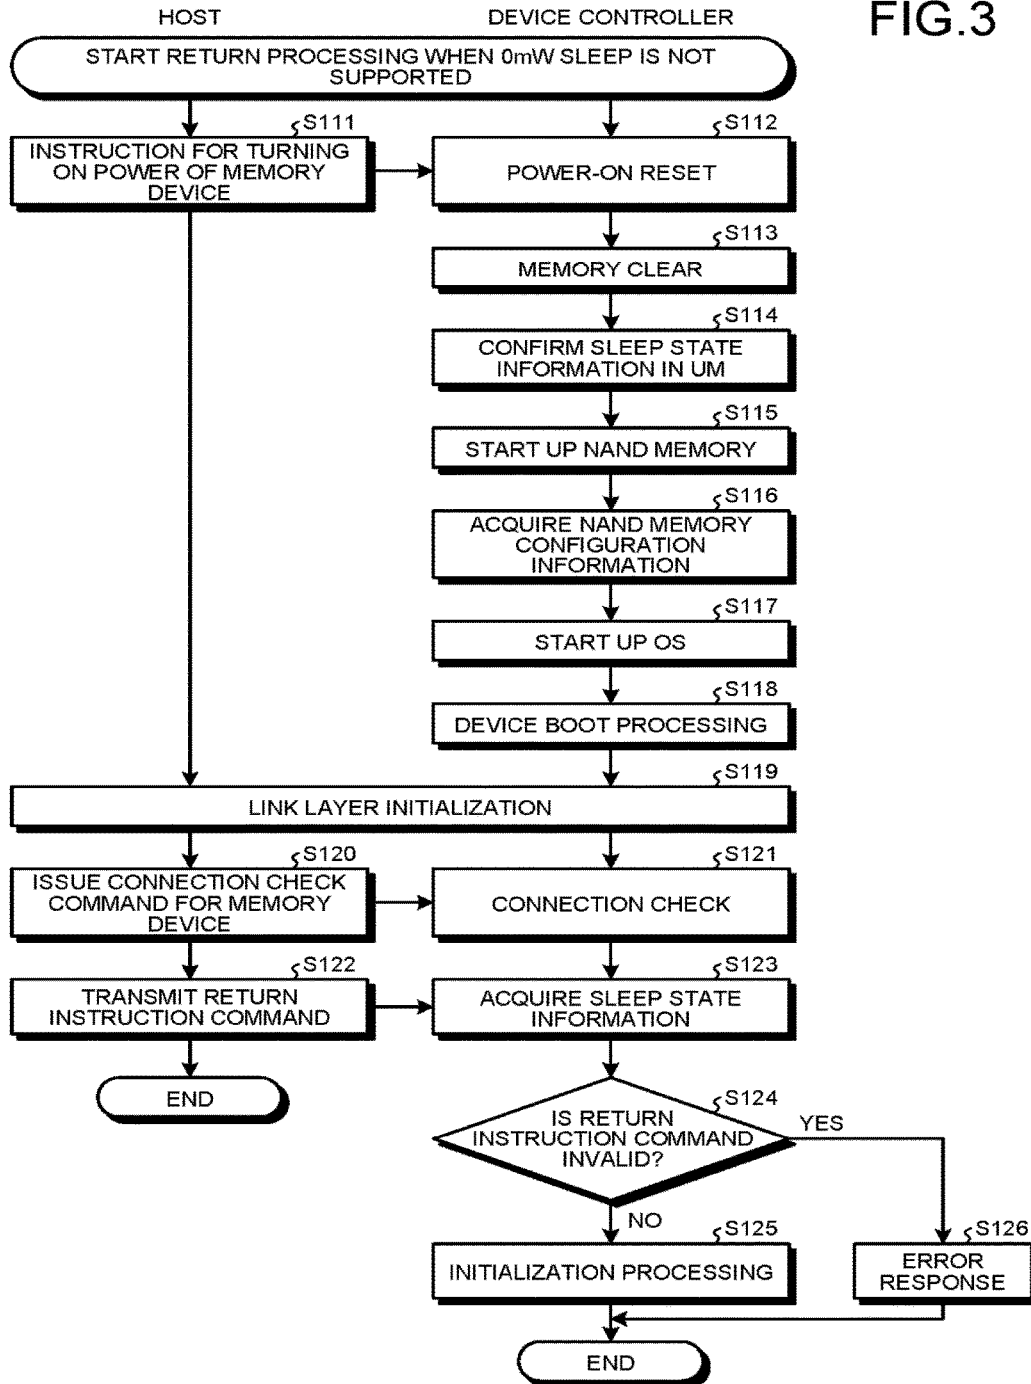 HOST
DEVICE CONTROLLER
FIG.3
START RETURN PROCESSING WHEN 0mW SLEEP IS NOT
SUPPORTED
S111
INSTRUCTION FOR TURNING
ON POWER OF MEMORY
DEVICE
S112
POWER-ON RESET
S113
MEMORY CLEAR
S114
CONFIRM SLEEP STATE
INFORMATION IN UM
S115
START UP NAND MEMORY
S116
ACQUIRE NAND MEMORY
CONFIGURATION
INFORMATION
S117
START UP OS
S118
DEVICE BOOT PROCESSING
S119
LINK LAYER INITIALIZATION
S120
ISSUE CONNECTION CHECK
COMMAND FOR MEMORY
DEVICE
S121
CONNECTION CHECK
S122
TRANSMIT RETURN
INSTRUCTION COMMAND
S123
ACQUIRE SLEEP STATE
INFORMATION
END
S124
IS RETURN
INSTRUCTION COMMAND
INVALID?
YES
NO
S125
INITIALIZATION PROCESSING
S126
ERROR
RESPONSE
END